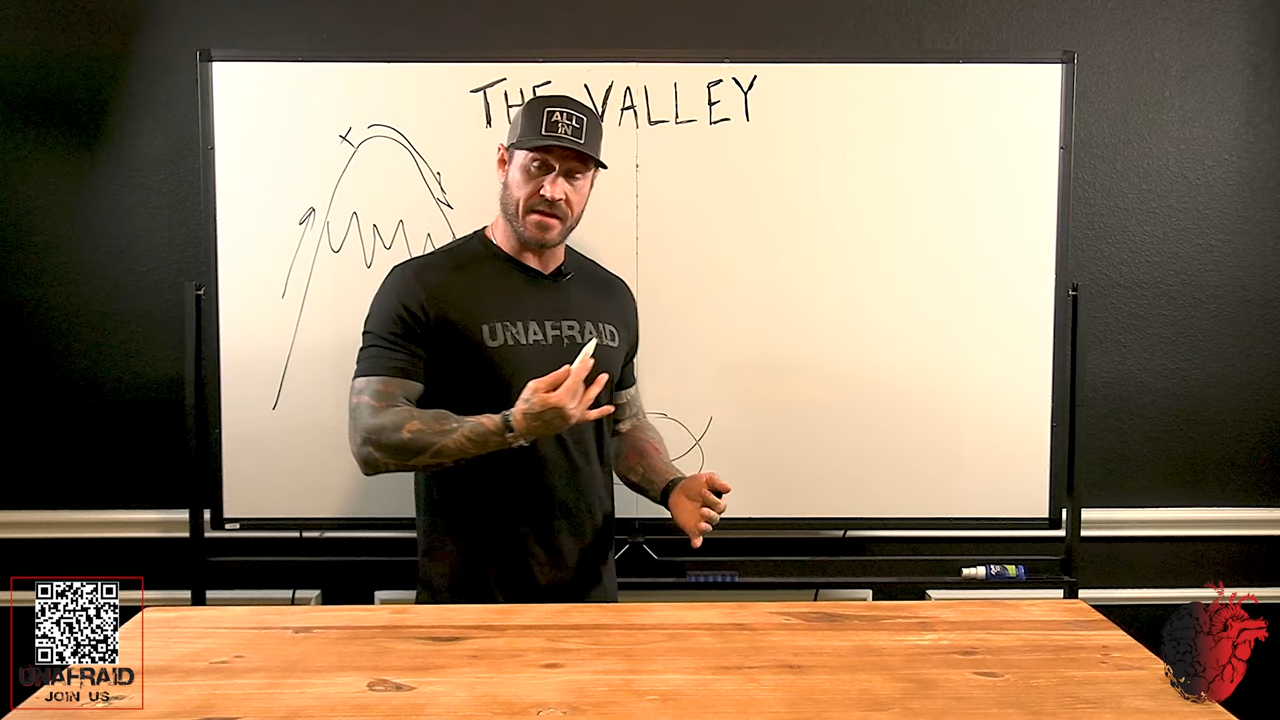 THE VALLEY
ALL
IN
UNAFRAID
UNAFRAID
JOIN US